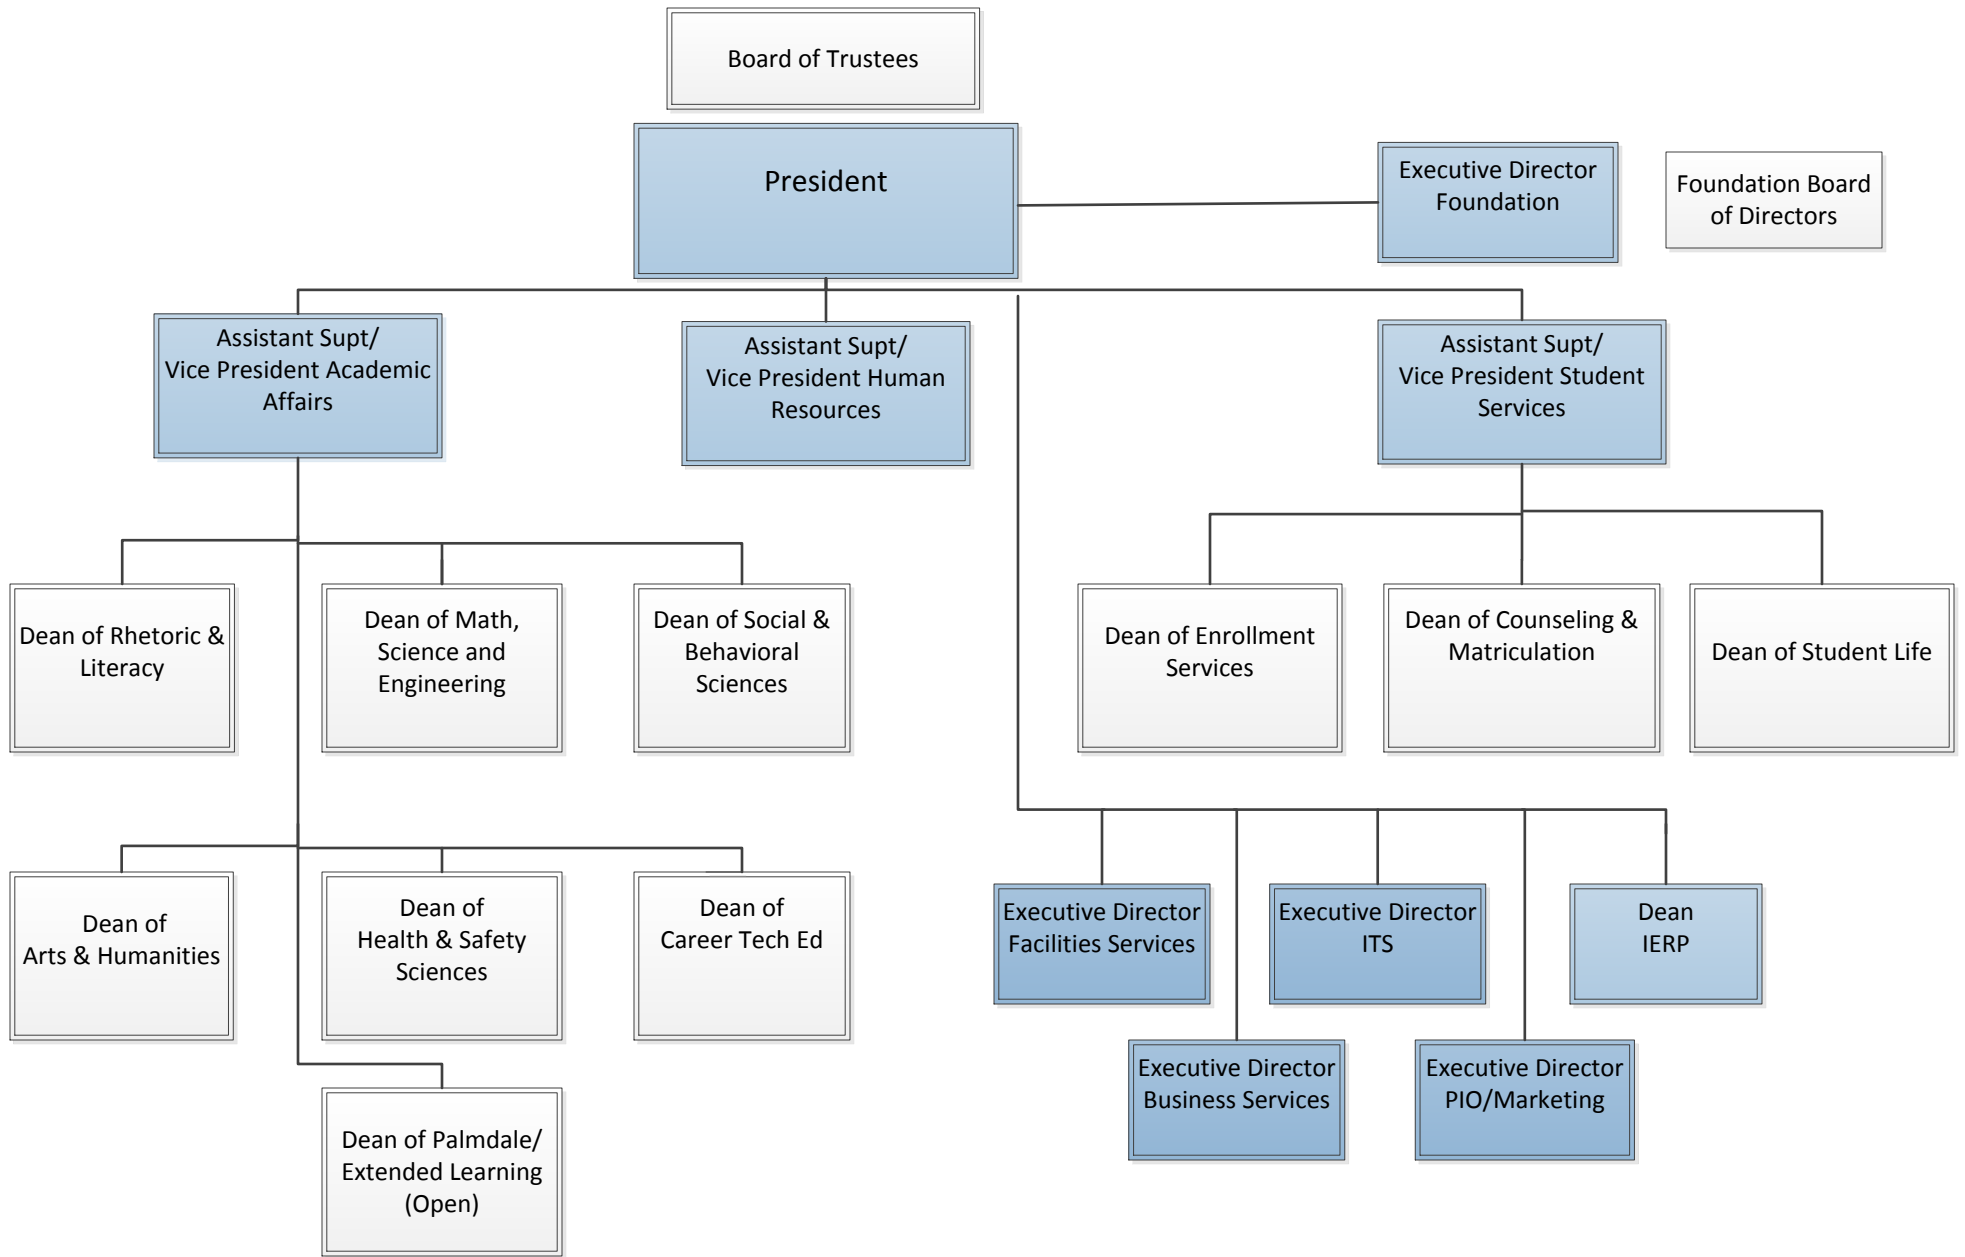 Board of Trustees
President
Executive Director
Foundation
Foundation Board
of Directors
Assistant Supt/
Vice President Academic
Affairs
Assistant Supt/
Vice President Human
Resources
Assistant Supt/
Vice President Student
Services
Dean of Rhetoric &
Literacy
Dean of Math,
Science and
Engineering
Dean of Social &
Behavioral
Sciences
Dean of Enrollment
Services
Dean of Counseling &
Matriculation
Dean of Student Life
Dean of
Arts & Humanities
Dean of
Health & Safety
Sciences
Dean of
Career Tech Ed
Executive Director
Facilities Services
Executive Director
ITS
Dean
IERP
Executive Director
Business Services
Executive Director
PIO/Marketing
Dean of Palmdale/
Extended Learning
(Open)